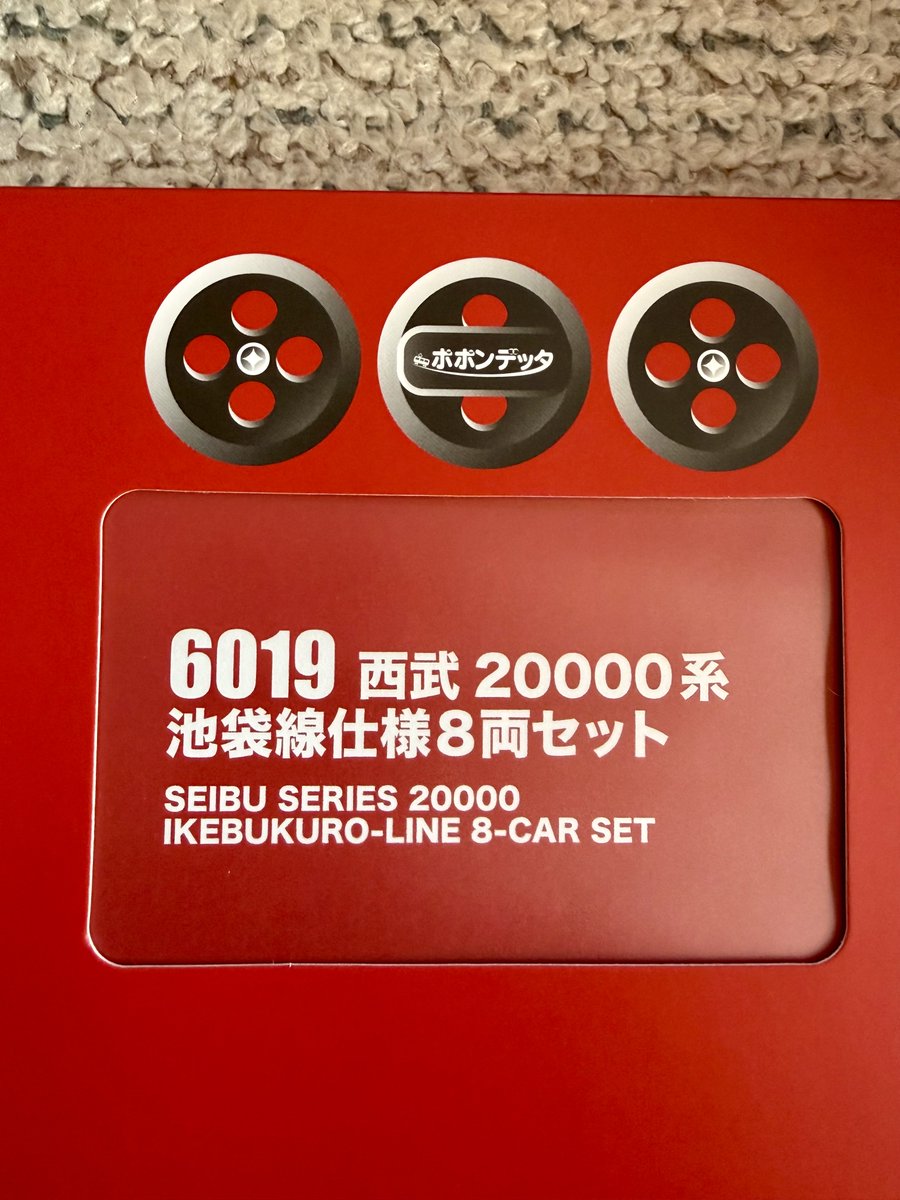 ポポンデッタ
6019 西武 20000系
池袋線仕様8両セット
SEIBU SERIES 20000
IKEBUKURO-LINE 8-CAR SET